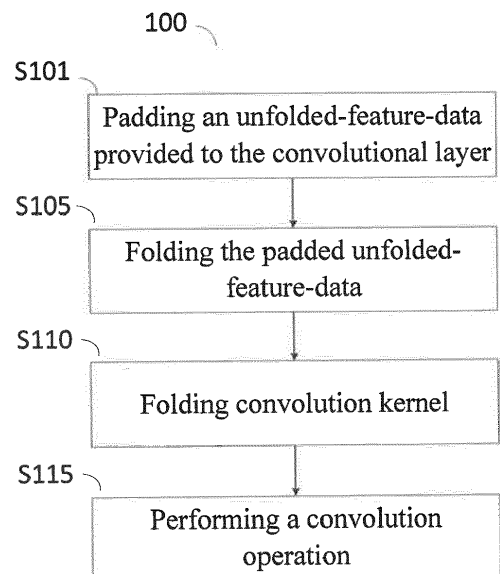 100
S101
Padding an unfolded-feature-data
provided to the convolutional layer
S105
Folding the padded unfolded-
feature-data
S110
Folding convolution kernel
S115
Performing a convolution
operation